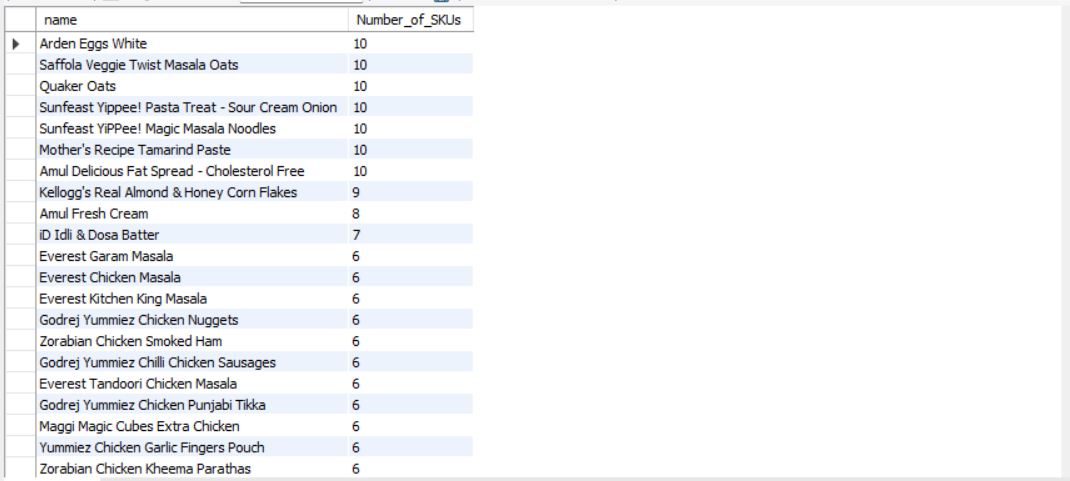 name Number_of_SKUs
Arden Eggs White 10
Saffola Veggie Twist Masala Oats 10
Quaker Oats 10
Sunfeast Yippee! Pasta Treat - Sour Cream Onion 10
Sunfeast YiPPee! Magic Masala Noodles 10
Mother's Recipe Tamarind Paste 10
Amul Delicious Fat Spread - Cholesterol Free 10
Kellogg's Real Almond & Honey Corn Flakes 9
Amul Fresh Cream 8
iD Idli & Dosa Batter 7
Everest Garam Masala 6
Everest Chicken Masala 6
Everest Kitchen King Masala 6
Godrej Yummiez Chicken Nuggets 6
Zorabian Chicken Smoked Ham 6
Godrej Yummiez Chilli Chicken Sausages 6
Everest Tandoori Chicken Masala 6
Godrej Yummiez Chicken Punjabi Tikka 6
Maggi Magic Cubes Extra Chicken 6
Yummiez Chicken Garlic Fingers Pouch 6
Zorabian Chicken Kheema Parathas 6